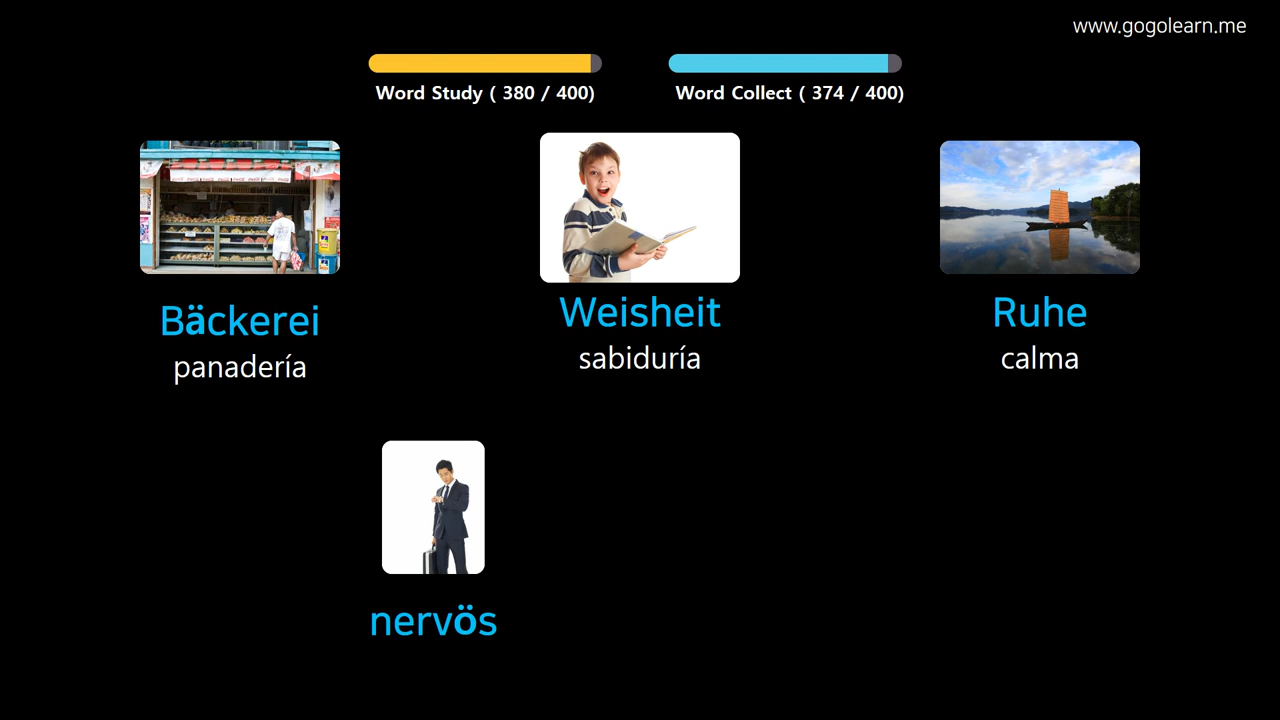 www.gogolearn.me
Word Study ( 380 / 400)
Word Collect ( 374 / 400)
Bäckerei
panadería
Weisheit
sabiduría
Ruhe
calma
nervös